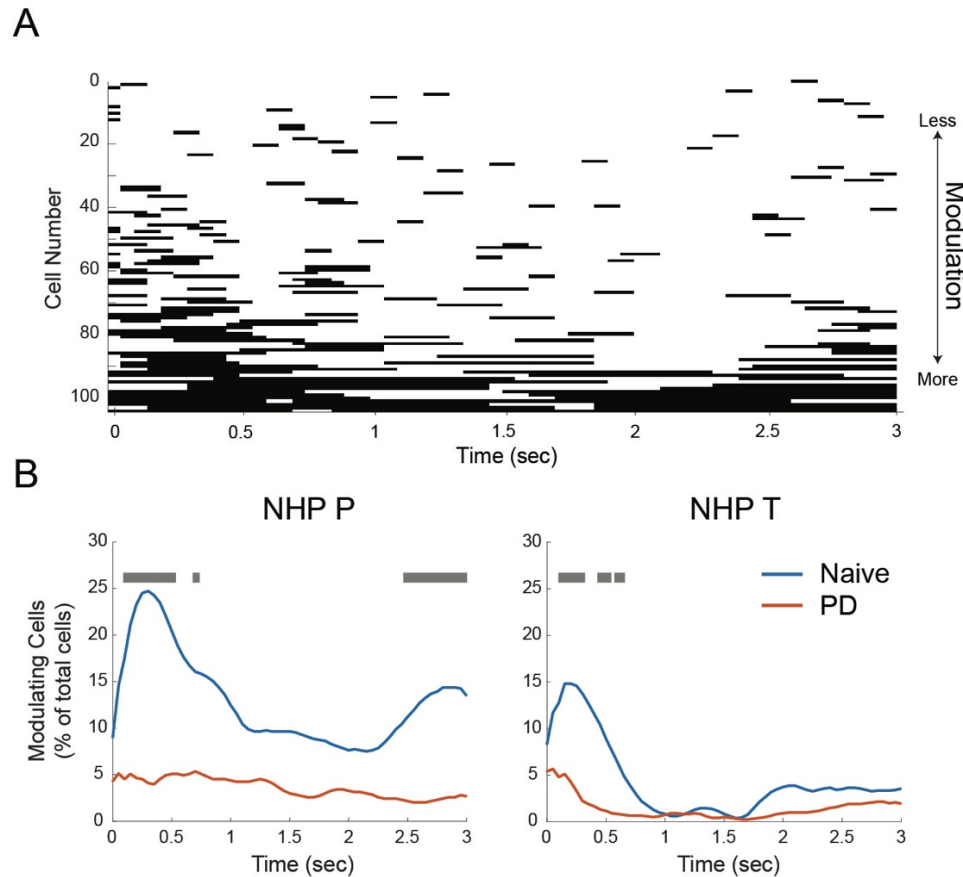 A
0
20
40
60
80
100
Cell Number
Less
Modulation
More
0
0.5
1
1.5
2
2.5
3
Time (sec)
B
NHP P
30
25
20
15
10
5
0
Modulating Cells
(% of total cells)
0
0.5
1
1.5
2
2.5
3
Time (sec)
NHP T
30
25
20
15
10
5
0
Naive
PD
0
0.5
1
1.5
2
2.5
3
Time (sec)